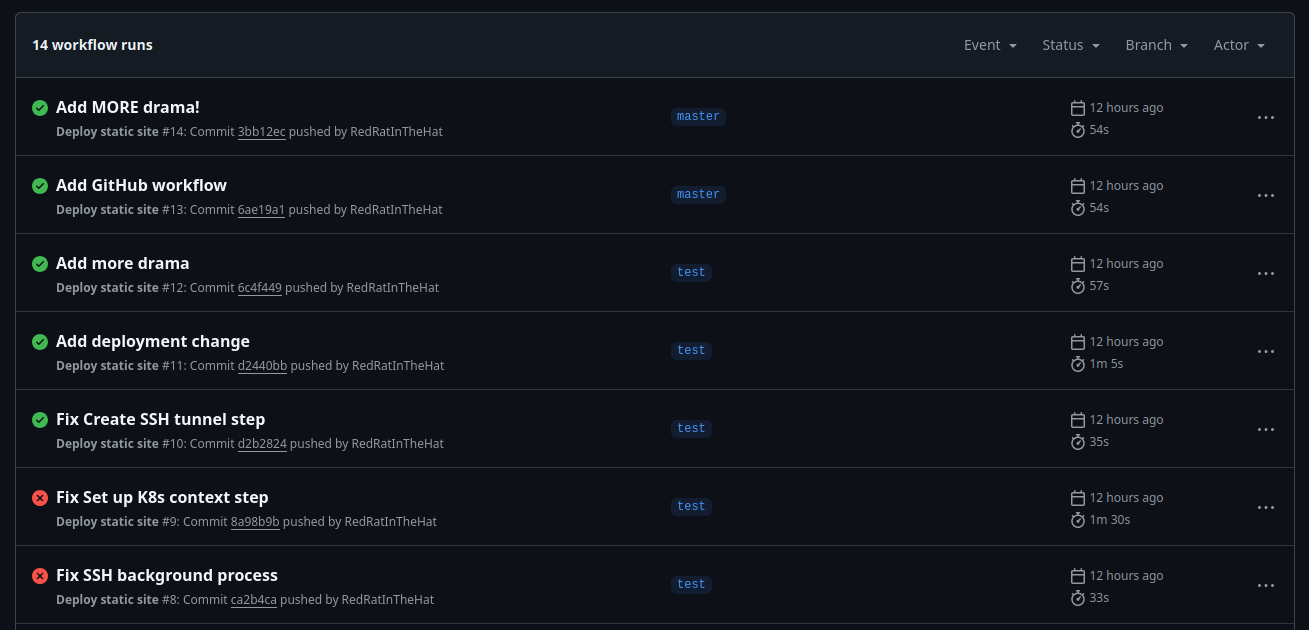 14 workflow runs Event Status Branch Actor
Add MORE drama!
Deploy static site #14: Commit 3bb12ec pushed by RedRatInTheHat
master
12 hours ago
54s
Add GitHub workflow
Deploy static site #13: Commit 6ae19a1 pushed by RedRatInTheHat
master
12 hours ago
54s
Add more drama
Deploy static site #12: Commit 6c4f449 pushed by RedRatInTheHat
test
12 hours ago
57s
Add deployment change
Deploy static site #11: Commit d2440bb pushed by RedRatInTheHat
test
12 hours ago
1m 5s
Fix Create SSH tunnel step
Deploy static site #10: Commit d2b2824 pushed by RedRatInTheHat
test
12 hours ago
35s
Fix Set up K8s context step
Deploy static site #9: Commit 8a98b9b pushed by RedRatInTheHat
test
12 hours ago
1m 30s
Fix SSH background process
Deploy static site #8: Commit ca2b4ca pushed by RedRatInTheHat
test
12 hours ago
33s